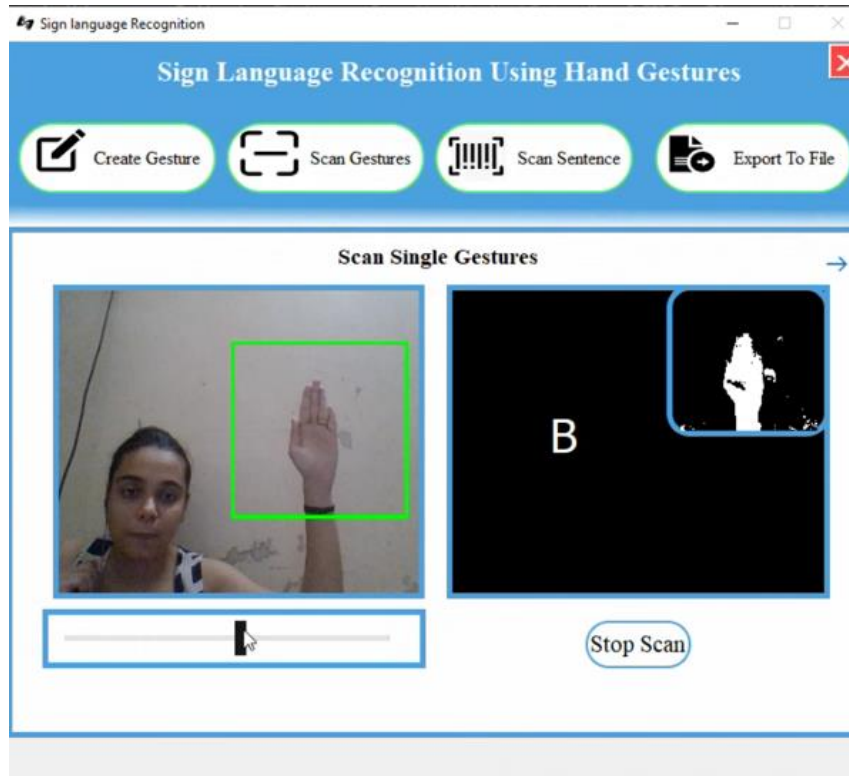 Sign language Recognition
Sign Language Recognition Using Hand Gestures
Create Gesture Scan Gestures Scan Sentence Export To File
Scan Single Gestures
B
Stop Scan